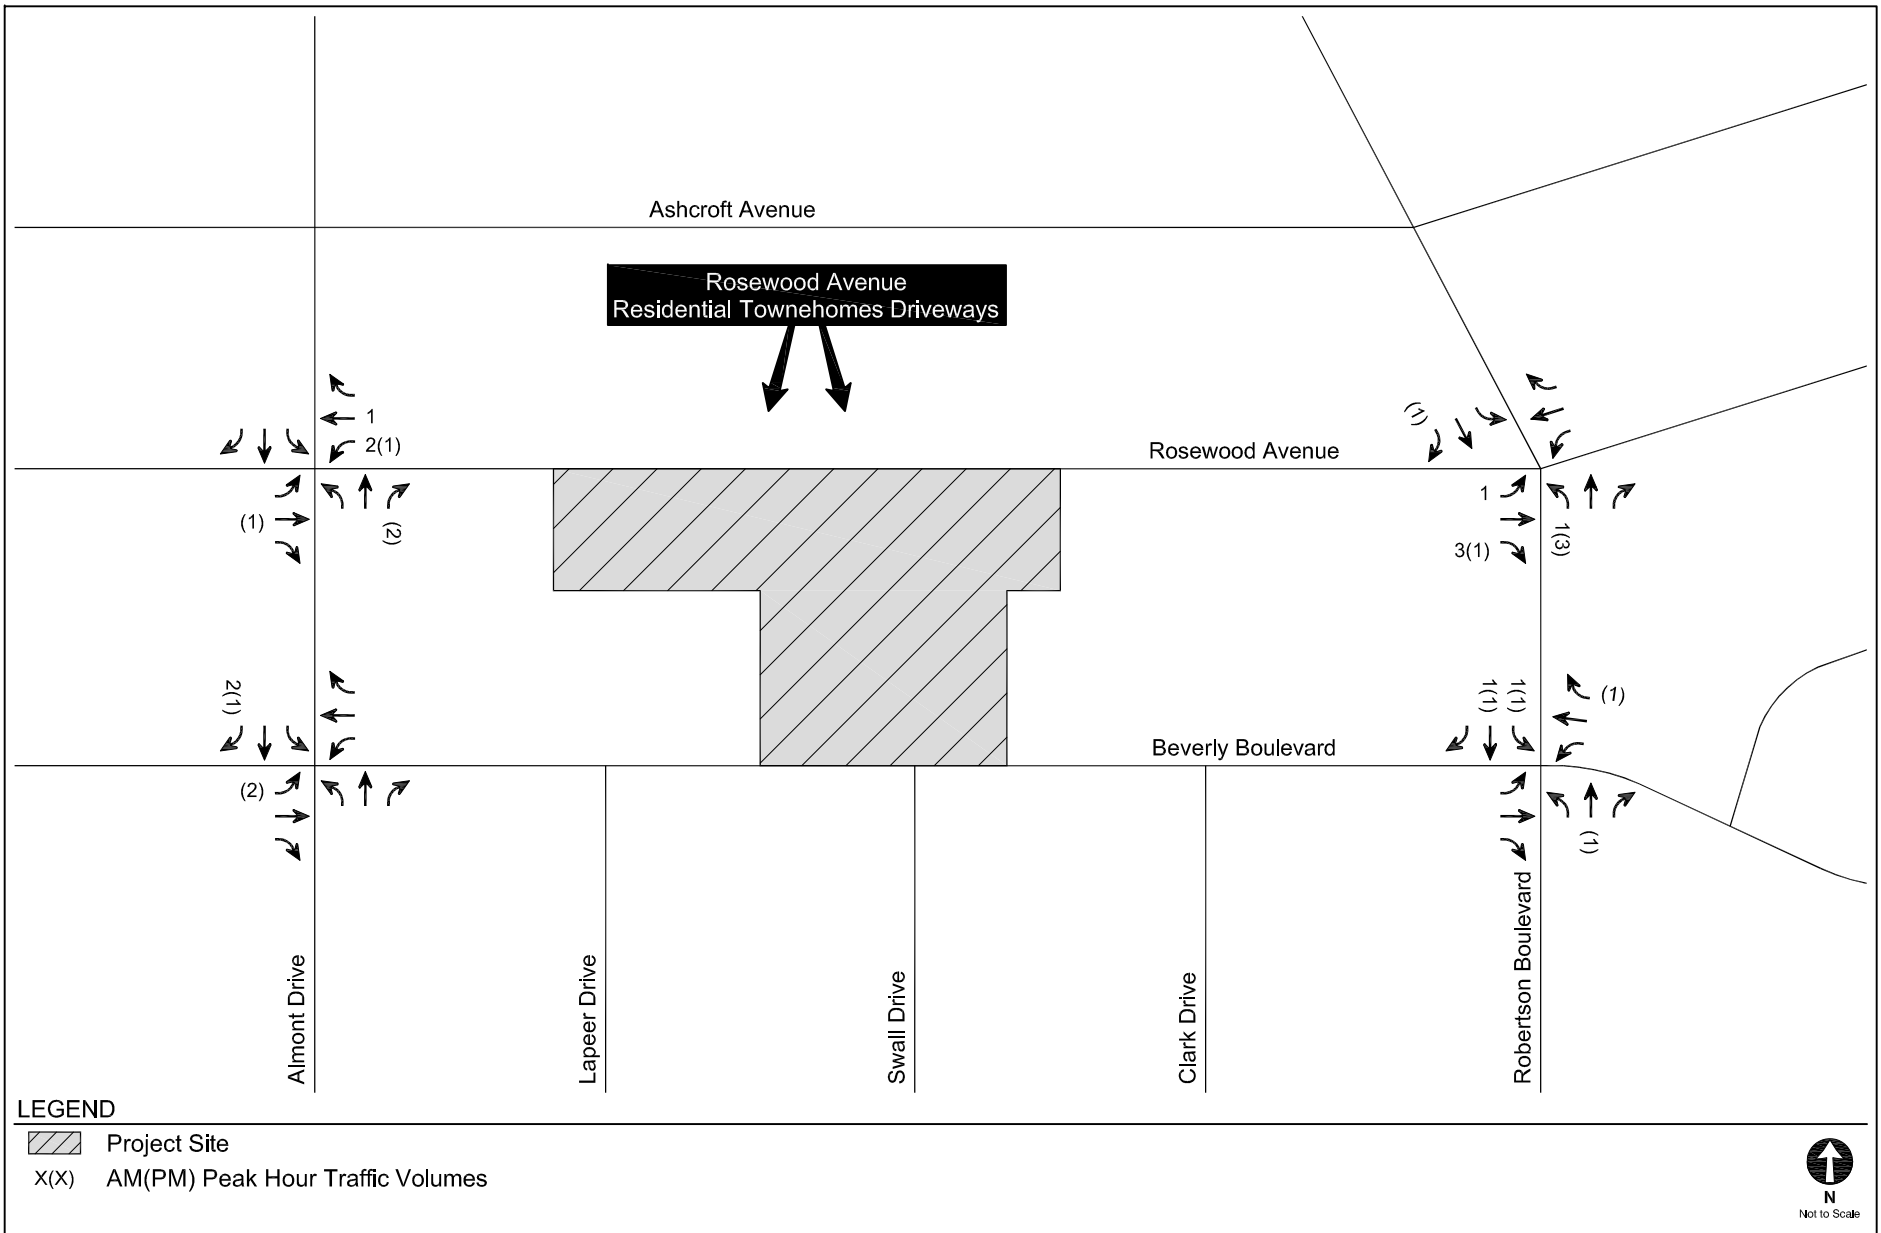 Ashcroft Avenue
Rosewood Avenue
Residential Townehomes Driveways
1
2(1)
(1)
Rosewood Avenue
(1)
(2)
1
3(1)
1(3)
2(1)
1(1)
1(1)
(1)
Beverly Boulevard
(2)
(1)
Almont Drive
Lapeer Drive
Swall Drive
Clark Drive
Robertson Boulevard
LEGEND
Project Site
X(X) AM(PM) Peak Hour Traffic Volumes
N
Not to Scale